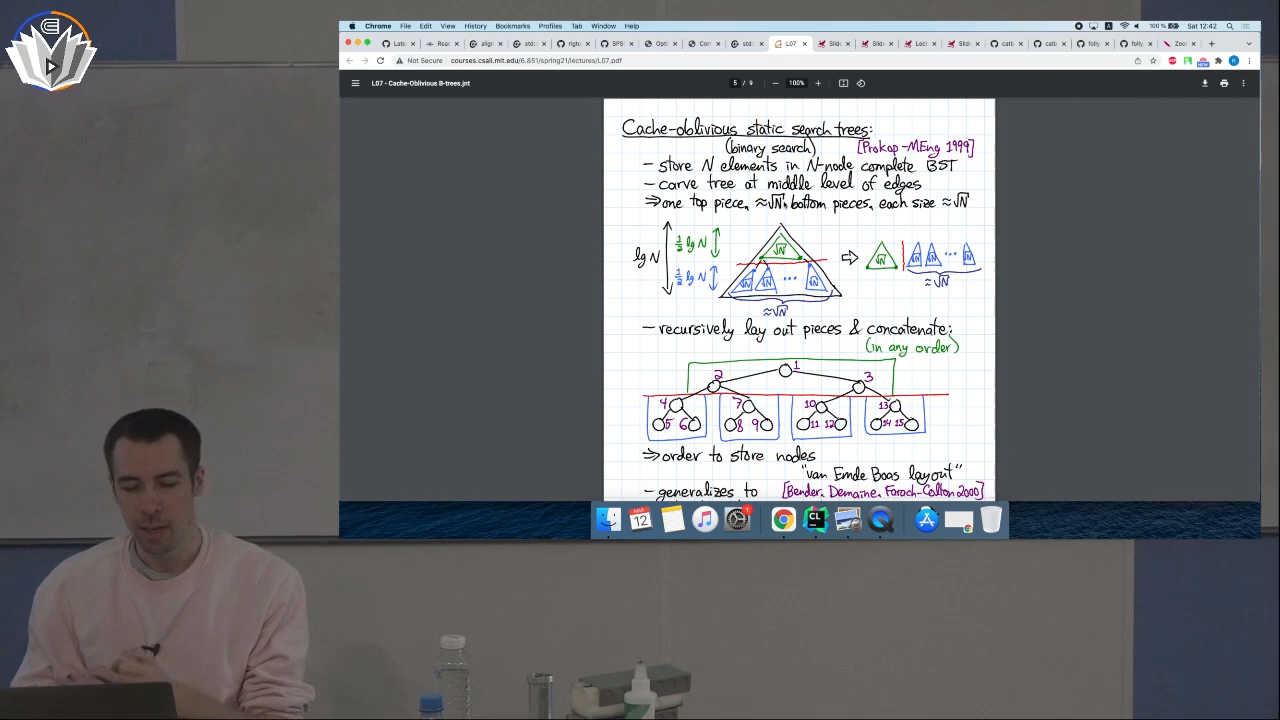 Chrome File Edit View History Bookmarks Profiles Tab Window Help
100% Sat 12:42
L07
Not Secure courses.csail.mit.edu/6.851/spring21/lectures/L07.pdf
L07 - Cache-Oblivious B-trees.jnt
5 / 9
100%
Cache-oblivious static search trees:
(binary search) [Prokop-MEng 1999]
- store N elements in N-node complete BST
- carve tree at middle level of edges
⇒ one top piece, ≈√N bottom pieces, each size ≈√N
lg N
½ lg N
½ lg N
√N
√N √N ... √N
≈√N
√N √N √N ... √N
≈√N
- recursively lay out pieces & concatenate:
(in any order)
1
2 3
4 7 10 13
5 6 8 9 11 12 14 15
⇒ order to store nodes
"van Emde Boas layout"
- generalizes to [Bender, Demaine, Farach-Colton 2000]
12
CL
1